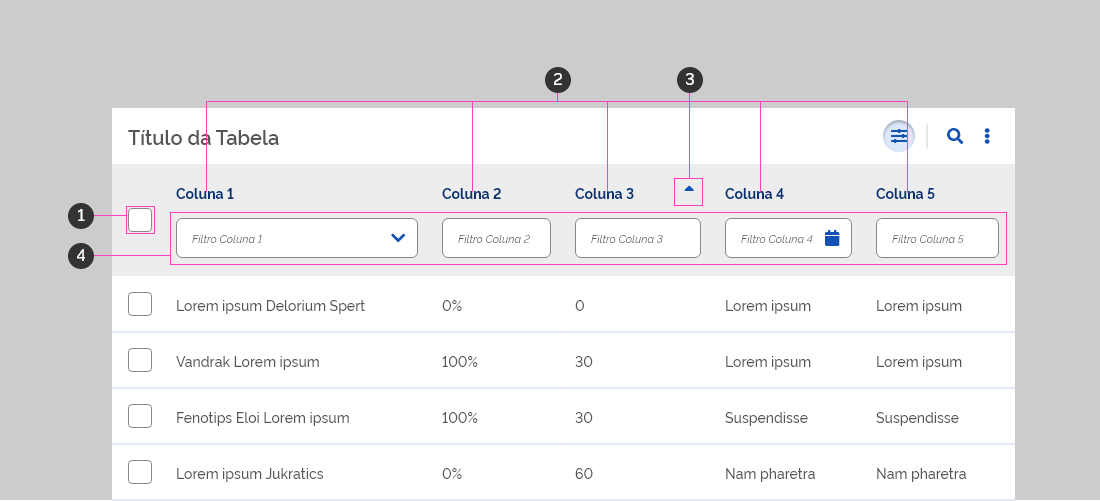 2 3
Título da Tabela
Coluna 1 Coluna 2 Coluna 3 Coluna 4 Coluna 5
1
Filtro Coluna 1 Filtro Coluna 2 Filtro Coluna 3 Filtro Coluna 4 Filtro Coluna 5
4
Lorem ipsum Delorium Spert 0% 0 Lorem ipsum Lorem ipsum
Vandrak Lorem ipsum 100% 30 Lorem ipsum Lorem ipsum
Fenotips Eloi Lorem ipsum 100% 30 Suspendisse Suspendisse
Lorem ipsum Jukratics 0% 60 Nam pharetra Nam pharetra